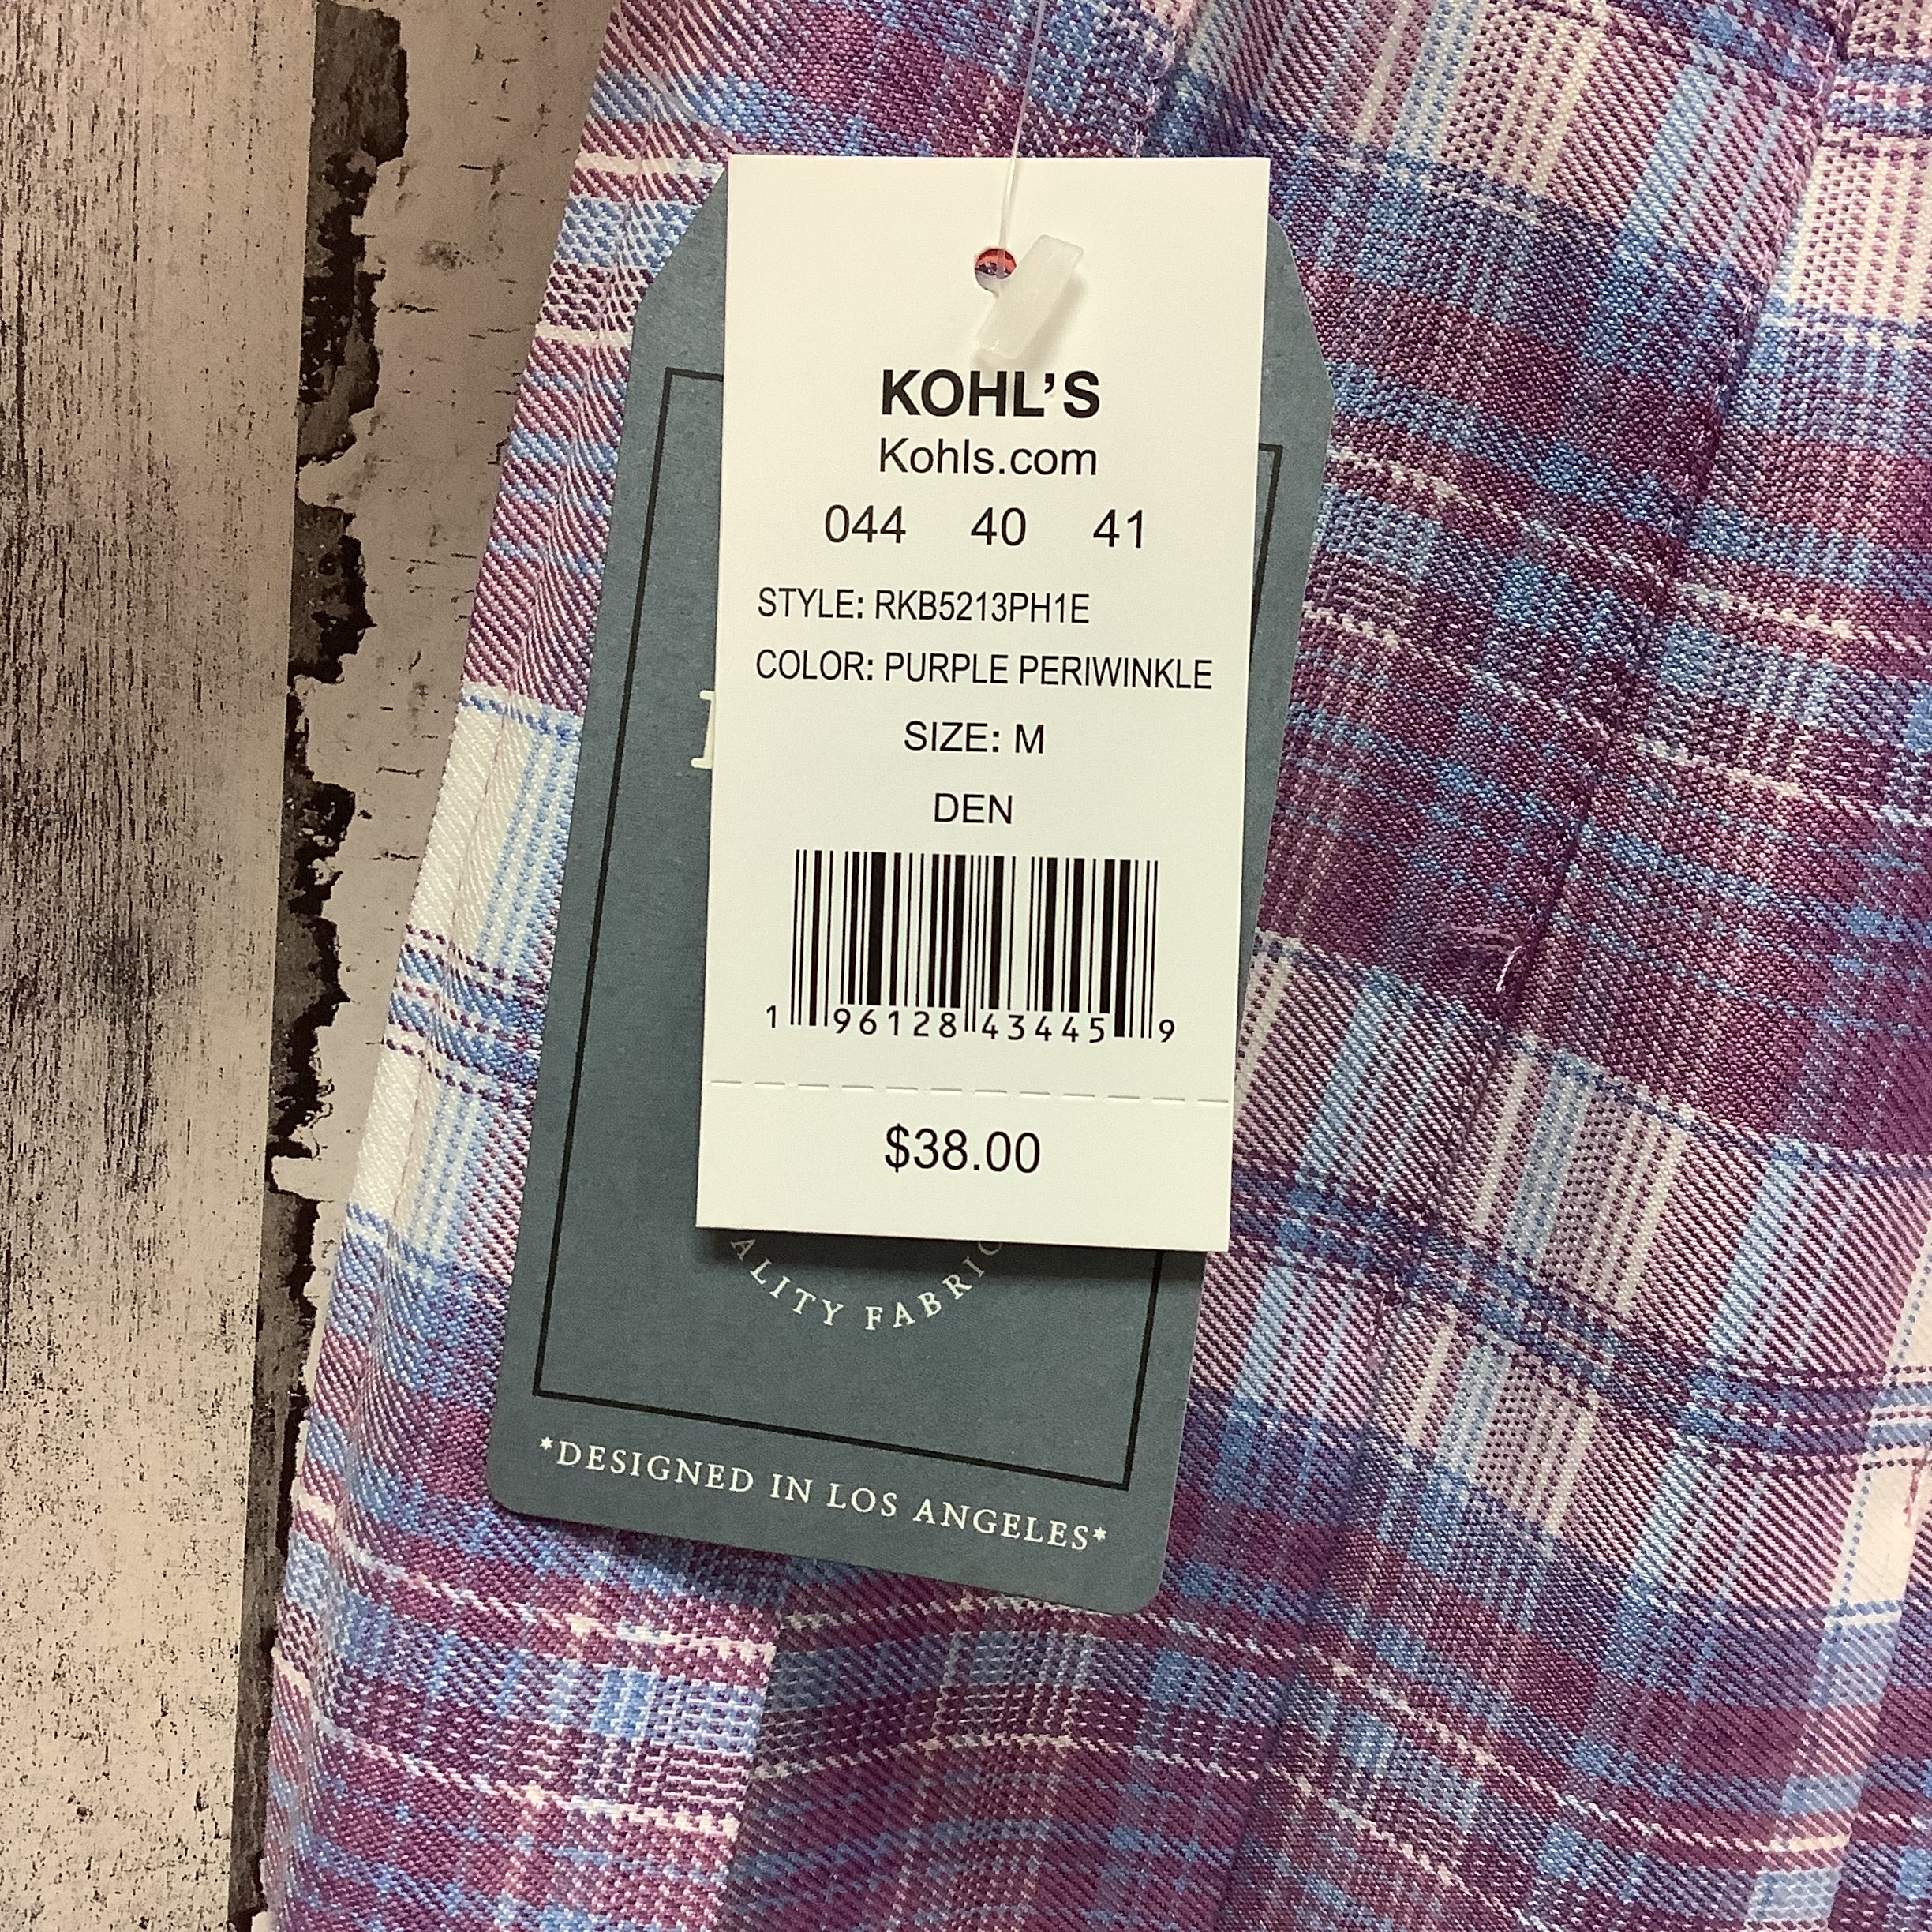 KOHL'S
Kohls.com
044 40 41
STYLE: RKB5213PH1E
COLOR: PURPLE PERIWINKLE
SIZE: M
DEN
1 96128 43445 9
$38.00
ALITY FABRIC
*DESIGNED IN LOS ANGELES*